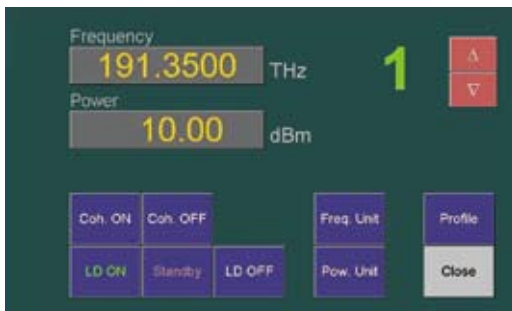 Frequency
191.3500 THz
1
Δ
∇
Power
10.00 dBm
Coh. ON Coh. OFF Freq. Unit Profile
LD ON Standby LD OFF Pow. Unit Close